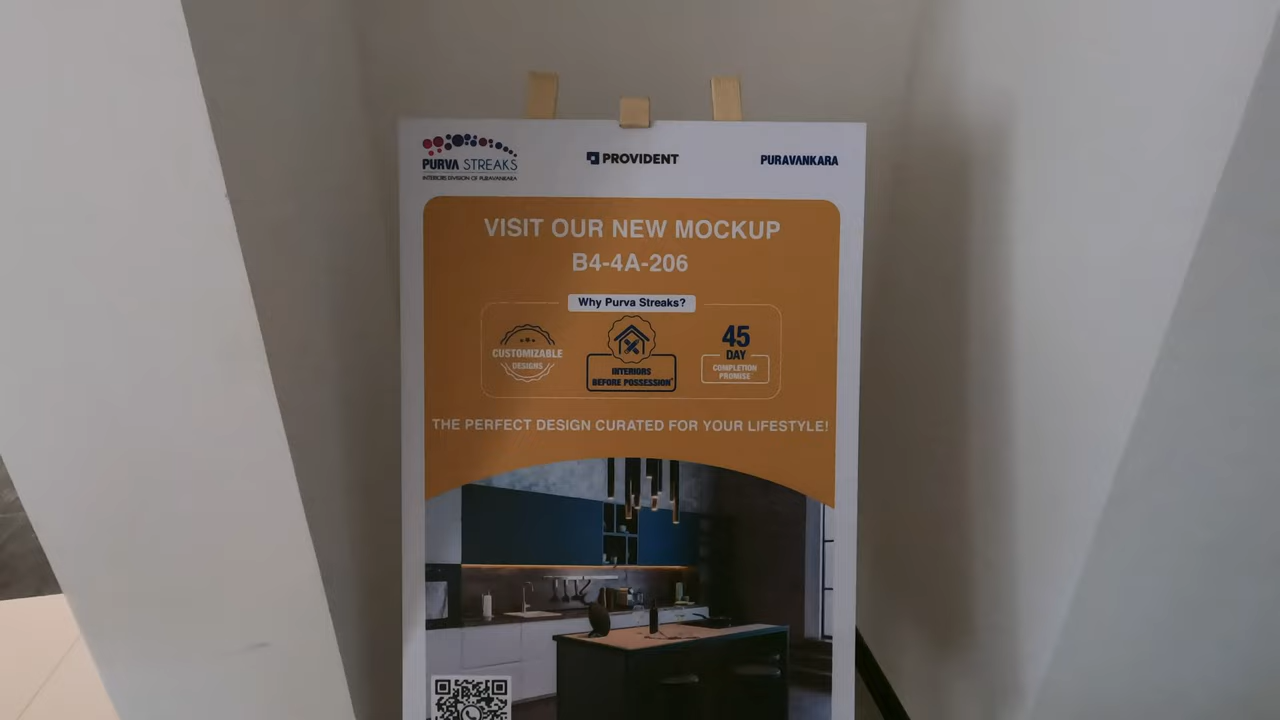 PURVA STREAKS
INTERIORS DIVISION OF PURAVANKARA
PROVIDENT
PURAVANKARA
VISIT OUR NEW MOCKUP
B4-4A-206
Why Purva Streaks?
CUSTOMIZABLE
DESIGNS
INTERIORS
BEFORE POSSESSION*
45
DAY
COMPLETION
PROMISE
THE PERFECT DESIGN CURATED FOR YOUR LIFESTYLE!